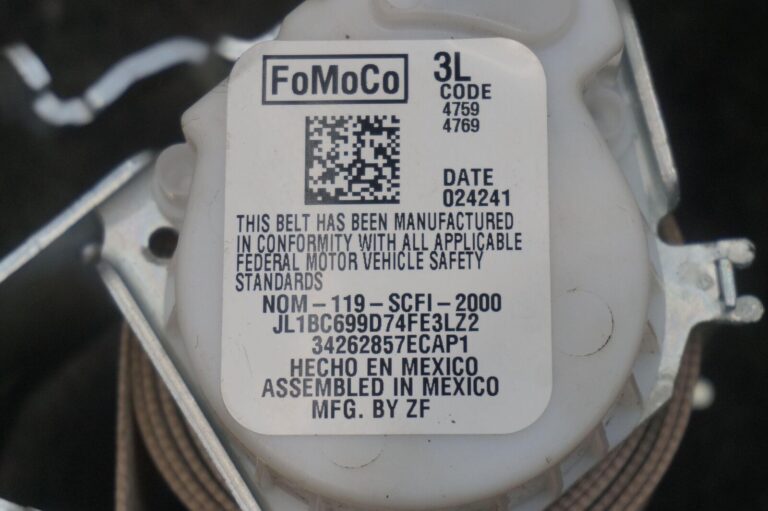 FoMoCo
3L
CODE
4759
4769
DATE
024241
THIS BELT HAS BEEN MANUFACTURED
IN CONFORMITY WITH ALL APPLICABLE
FEDERAL MOTOR VEHICLE SAFETY
STANDARDS
NOM-119-SCFI-2000
JL1BC699D74FE3LZ2
34262857ECAP1
HECHO EN MEXICO
ASSEMBLED IN MEXICO
MFG. BY ZF